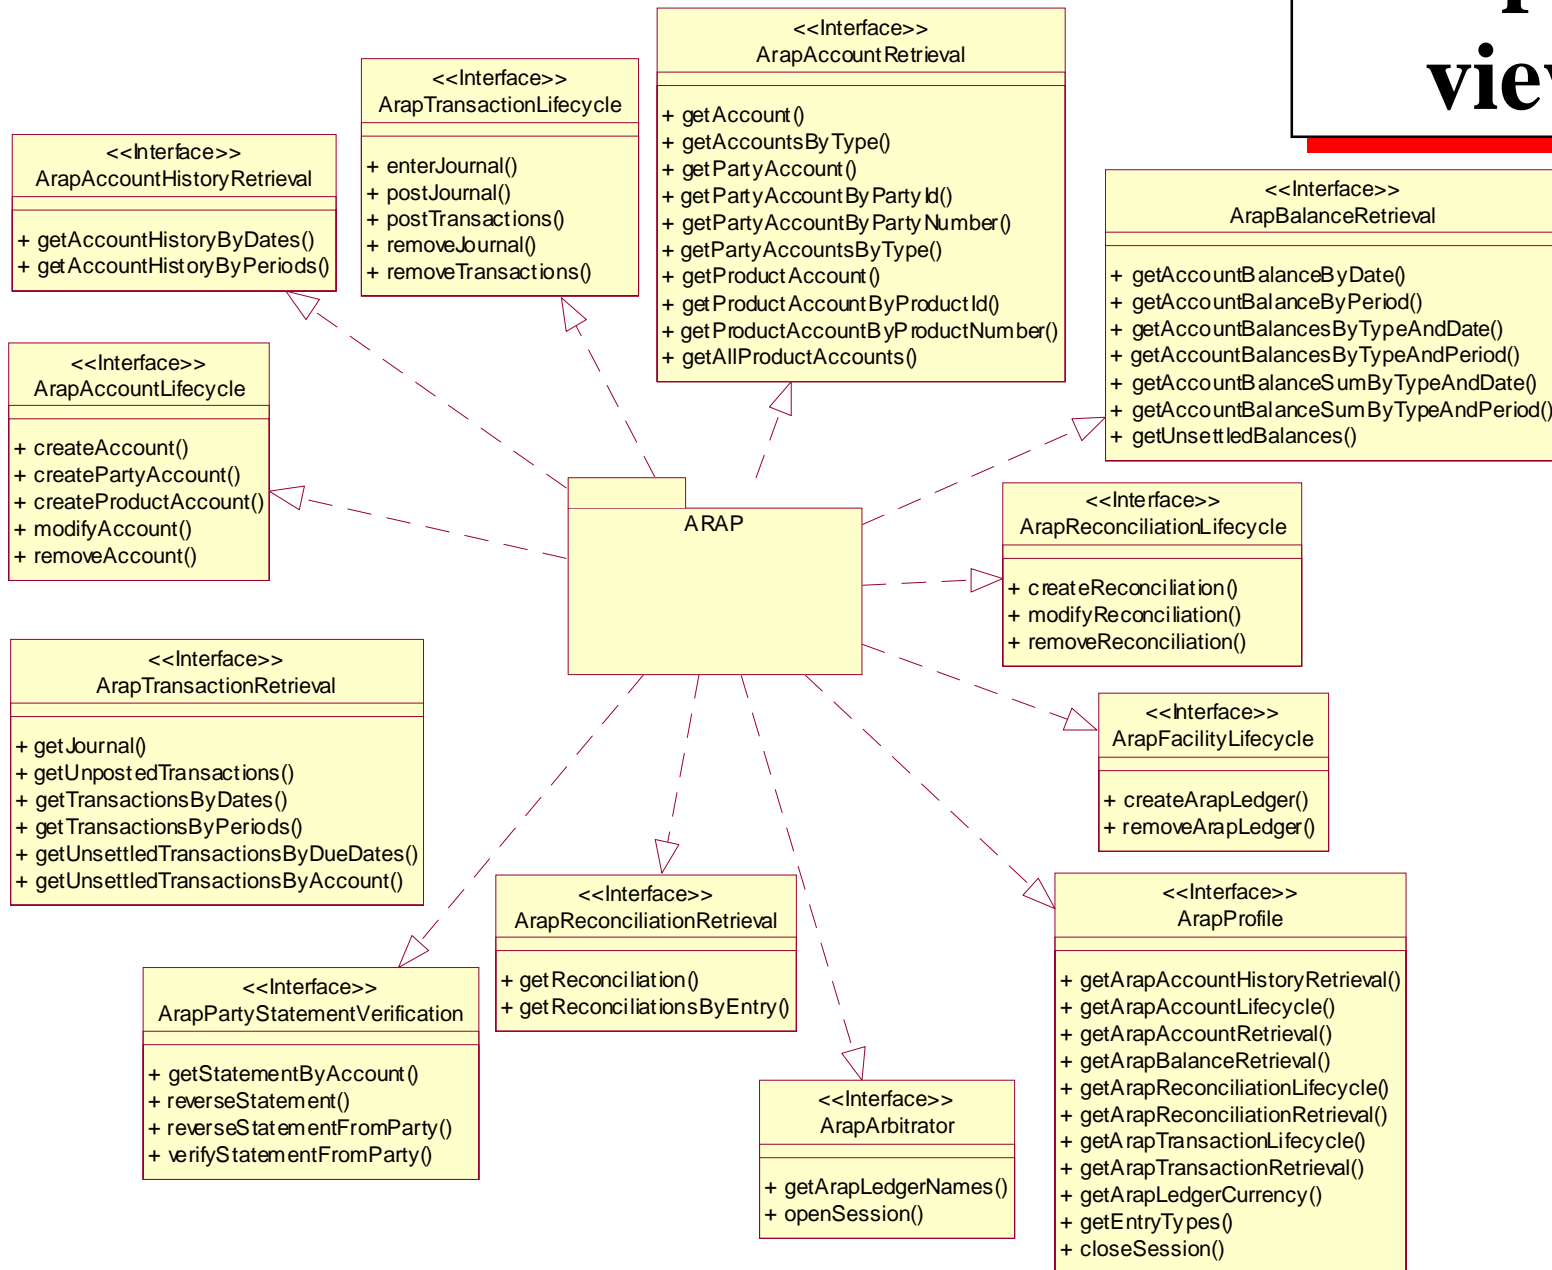 view
<<Interface>>
ArapAccountRetrieval
+ getAccount()
+ getAccountsByType()
+ getPartyAccount()
+ getPartyAccountByPartyId()
+ getPartyAccountByPartyNumber()
+ getPartyAccountsByType()
+ getProductAccount()
+ getProductAccountByProductId()
+ getProductAccountByProductNumber()
+ getAllProductAccounts()
<<Interface>>
ArapTransactionLifecycle
+ enterJournal()
+ postJournal()
+ postTransactions()
+ removeJournal()
+ removeTransactions()
<<Interface>>
ArapAccountHistoryRetrieval
+ getAccountHistoryByDates()
+ getAccountHistoryByPeriods()
<<Interface>>
ArapBalanceRetrieval
+ getAccountBalanceByDate()
+ getAccountBalanceByPeriod()
+ getAccountBalancesByTypeAndDate()
+ getAccountBalancesByTypeAndPeriod()
+ getAccountBalanceSumByTypeAndDate()
+ getAccountBalanceSumByTypeAndPeriod()
+ getUnsettledBalances()
<<Interface>>
ArapAccountLifecycle
+ createAccount()
+ createPartyAccount()
+ createProductAccount()
+ modifyAccount()
+ removeAccount()
ARAP
<<Interface>>
ArapReconciliationLifecycle
+ createReconciliation()
+ modifyReconciliation()
+ removeReconciliation()
<<Interface>>
ArapTransactionRetrieval
+ getJournal()
+ getUnpostedTransactions()
+ getTransactionsByDates()
+ getTransactionsByPeriods()
+ getUnsettledTransactionsByDueDates()
+ getUnsettledTransactionsByAccount()
<<Interface>>
ArapFacilityLifecycle
+ createArapLedger()
+ removeArapLedger()
<<Interface>>
ArapReconciliationRetrieval
+ getReconciliation()
+ getReconciliationsByEntry()
<<Interface>>
ArapProfile
+ getArapAccountHistoryRetrieval()
+ getArapAccountLifecycle()
+ getArapAccountRetrieval()
+ getArapBalanceRetrieval()
+ getArapReconciliationLifecycle()
+ getArapReconciliationRetrieval()
+ getArapTransactionLifecycle()
+ getArapTransactionRetrieval()
+ getArapLedgerCurrency()
+ getEntryTypes()
+ closeSession()
<<Interface>>
ArapPartyStatementVerification
+ getStatementByAccount()
+ reverseStatement()
+ reverseStatementFromParty()
+ verifyStatementFromParty()
<<Interface>>
ArapArbitrator
+ getArapLedgerNames()
+ openSession()